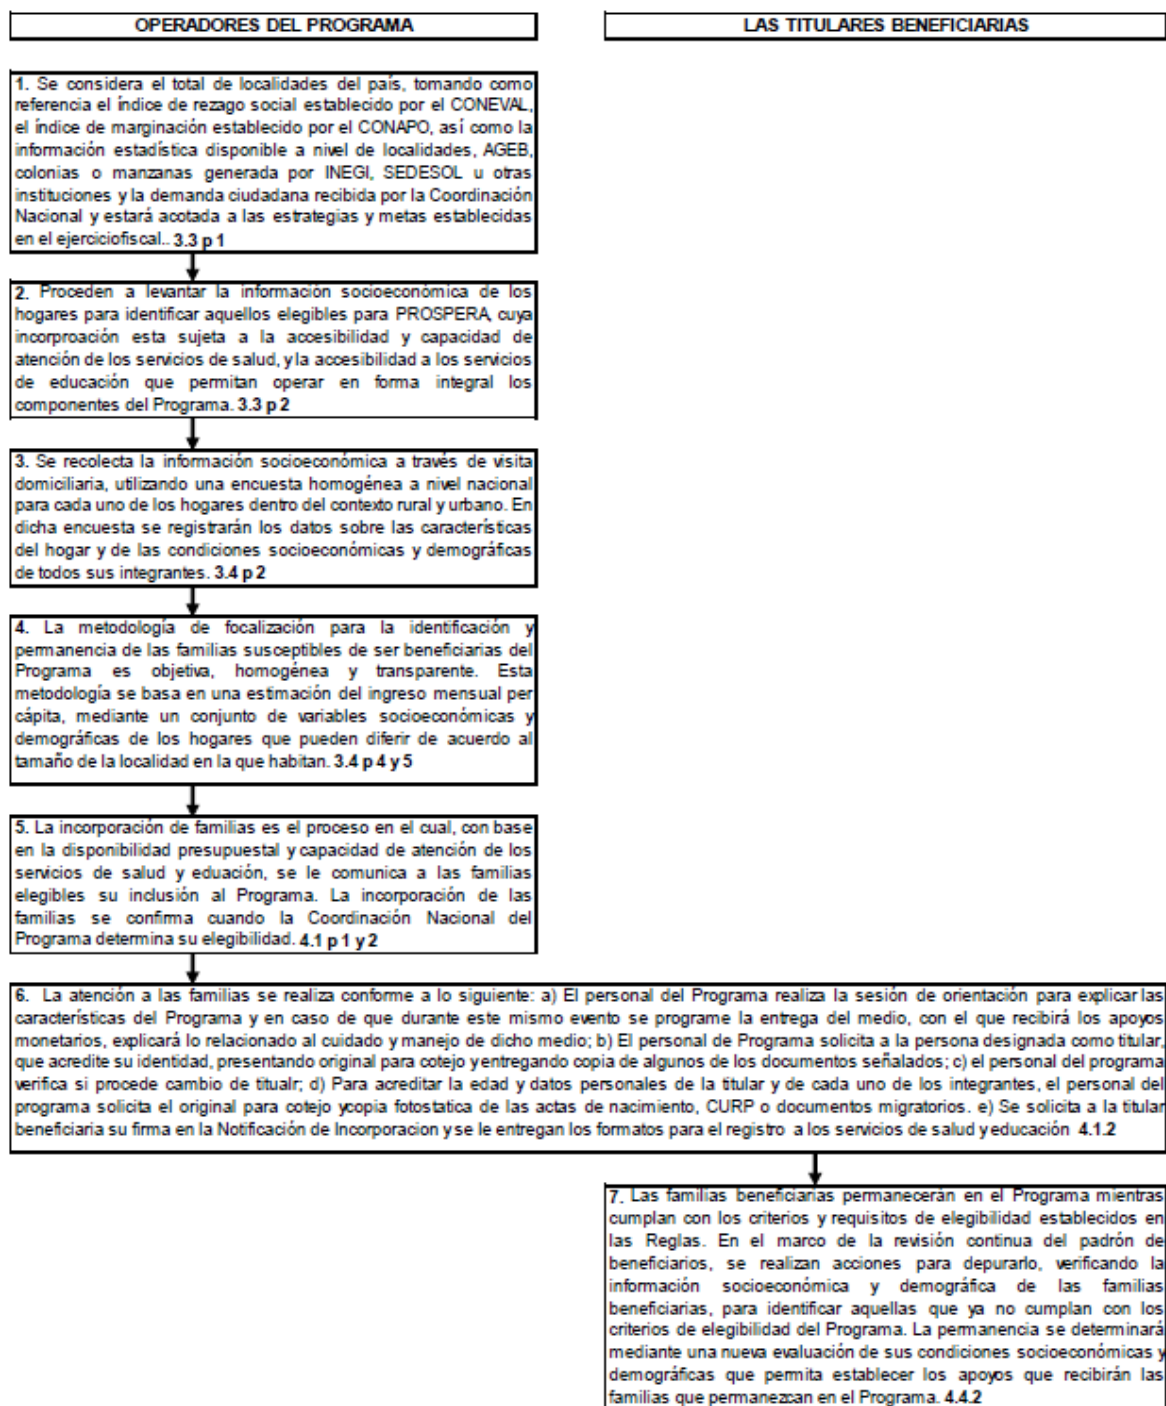 OPERADORES DEL PROGRAMA
LAS TITULARES BENEFICIARIAS
1. Se considera el total de localidades del país, tomando como
referencia el índice de rezago social establecido por el CONEVAL,
el índice de marginación establecido por el CONAPO, así como la
información estadística disponible a nivel de localidades, AGEB,
colonias o manzanas generada por INEGI, SEDESOL u otras
instituciones y la demanda ciudadana recibida por la Coordinación
Nacional y estará acotada a las estrategias y metas establecidas
en el ejerciciofiscal.. 3.3 p 1
2. Proceden a levantar la información socioeconómica de los
hogares para identificar aquellos elegibles para PROSPERA, cuya
incorproación esta sujeta a la accesibilidad y capacidad de
atención de los servicios de salud, y la accesibilidad a los servicios
de educación que permitan operar en forma integral los
componentes del Programa. 3.3 p 2
3. Se recolecta la información socioeconómica a través de visita
domiciliaria, utilizando una encuesta homogénea a nivel nacional
para cada uno de los hogares dentro del contexto rural y urbano. En
dicha encuesta se registrarán los datos sobre las características
del hogar y de las condiciones socioeconómicas y demográficas
de todos sus integrantes. 3.4 p 2
4. La metodología de focalización para la identificación y
permanencia de las familias susceptibles de ser beneficiarias del
Programa es objetiva, homogénea y transparente. Esta
metodología se basa en una estimación del ingreso mensual per
cápita, mediante un conjunto de variables socioeconómicas y
demográficas de los hogares que pueden diferir de acuerdo al
tamaño de la localidad en la que habitan. 3.4 p 4 y 5
5. La incorporación de familias es el proceso en el cual, con base
en la disponibilidad presupuestal y capacidad de atención de los
servicios de salud y eduación, se le comunica a las familias
elegibles su inclusión al Programa. La incorporación de las
familias se confirma cuando la Coordinación Nacional del
Programa determina su elegibilidad. 4.1 p 1 y 2
6. La atención a las familias se realiza conforme a lo siguiente: a) El personal del Programa realiza la sesión de orientación para explicar las
características del Programa y en caso de que durante este mismo evento se programe la entrega del medio, con el que recibirá los apoyos
monetarios, explicará lo relacionado al cuidado y manejo de dicho medio; b) El personal de Programa solicita a la persona designada como titular,
que acredite su identidad, presentando original para cotejo y entregando copia de algunos de los documentos señalados; c) el personal del programa
verifica si procede cambio de titualr; d) Para acreditar la edad y datos personales de la titular y de cada uno de los integrantes, el personal del
programa solicita el original para cotejo ycopia fotostatica de las actas de nacimiento, CURP o documentos migratorios. e) Se solicita a la titular
beneficiaria su firma en la Notificación de Incorporacion y se le entregan los formatos para el registro a los servicios de salud y educación 4.1.2
7. Las familias beneficiarias permanecerán en el Programa mientras
cumplan con los criterios y requisitos de elegibilidad establecidos en
las Reglas. En el marco de la revisión continua del padrón de
beneficiarios, se realizan acciones para depurarlo, verificando la
información socioeconómica y demográfica de las familias
beneficiarias, para identificar aquellas que ya no cumplan con los
criterios de elegibilidad del Programa. La permanencia se determinará
mediante una nueva evaluación de sus condiciones socioeconómicas y
demográficas que permita establecer los apoyos que recibirán las
familias que permanezcan en el Programa. 4.4.2